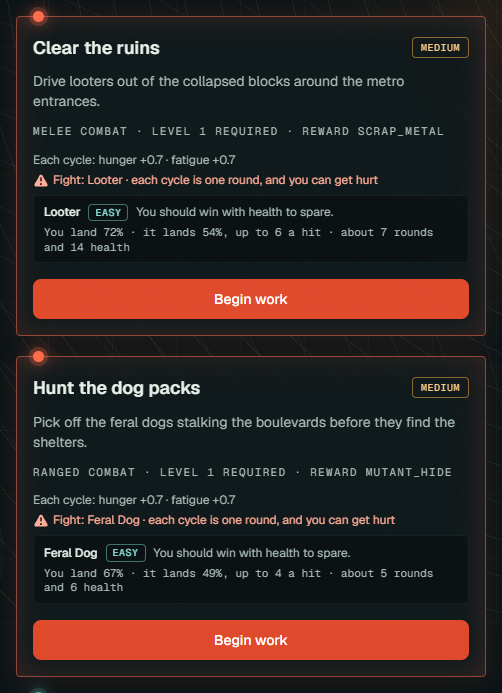 Clear the ruins
MEDIUM
Drive looters out of the collapsed blocks around the metro
entrances.
MELEE COMBAT · LEVEL 1 REQUIRED · REWARD SCRAP_METAL
Each cycle: hunger +0.7 · fatigue +0.7
Fight: Looter · each cycle is one round, and you can get hurt
Looter EASY You should win with health to spare.
You land 72% · it lands 54%, up to 6 a hit · about 7 rounds
and 14 health
Begin work
Hunt the dog packs
MEDIUM
Pick off the feral dogs stalking the boulevards before they find the
shelters.
RANGED COMBAT · LEVEL 1 REQUIRED · REWARD MUTANT_HIDE
Each cycle: hunger +0.7 · fatigue +0.7
Fight: Feral Dog · each cycle is one round, and you can get hurt
Feral Dog EASY You should win with health to spare.
You land 67% · it lands 49%, up to 4 a hit · about 5 rounds
and 6 health
Begin work